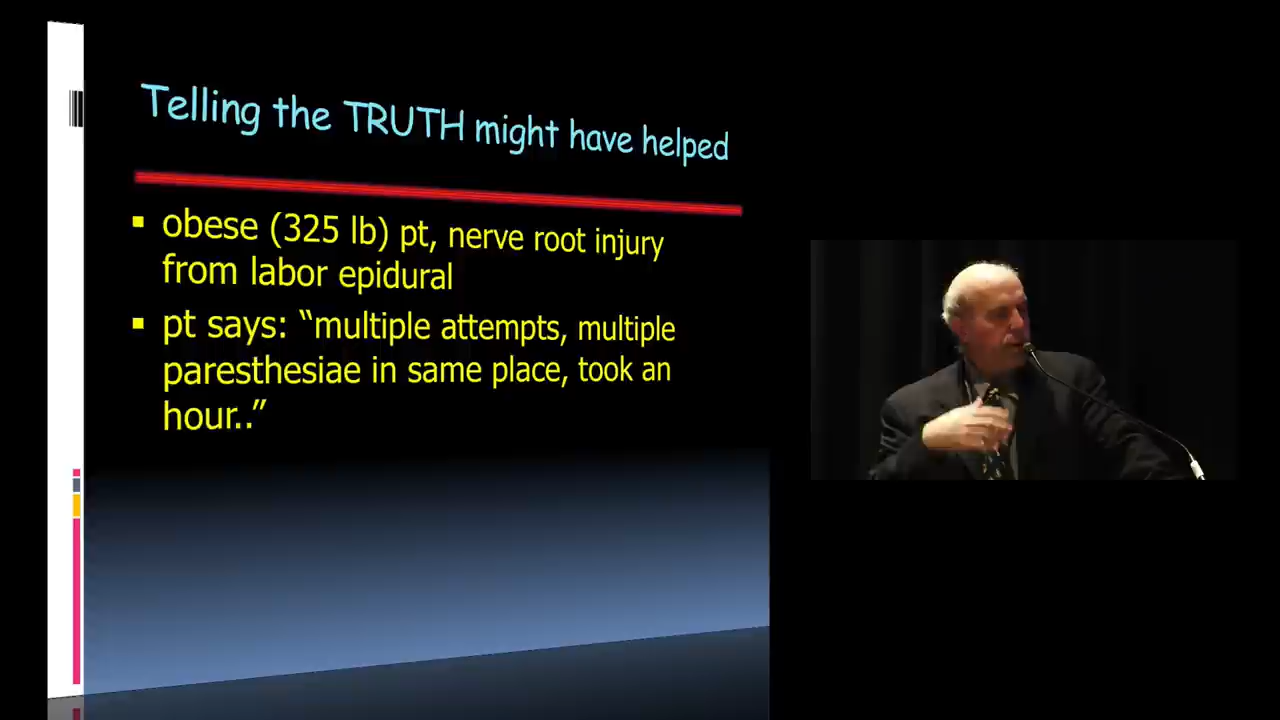 Telling the TRUTH might have helped
▪ obese (325 lb) pt, nerve root injury
from labor epidural
▪ pt says: “multiple attempts, multiple
paresthesiae in same place, took an
hour..”